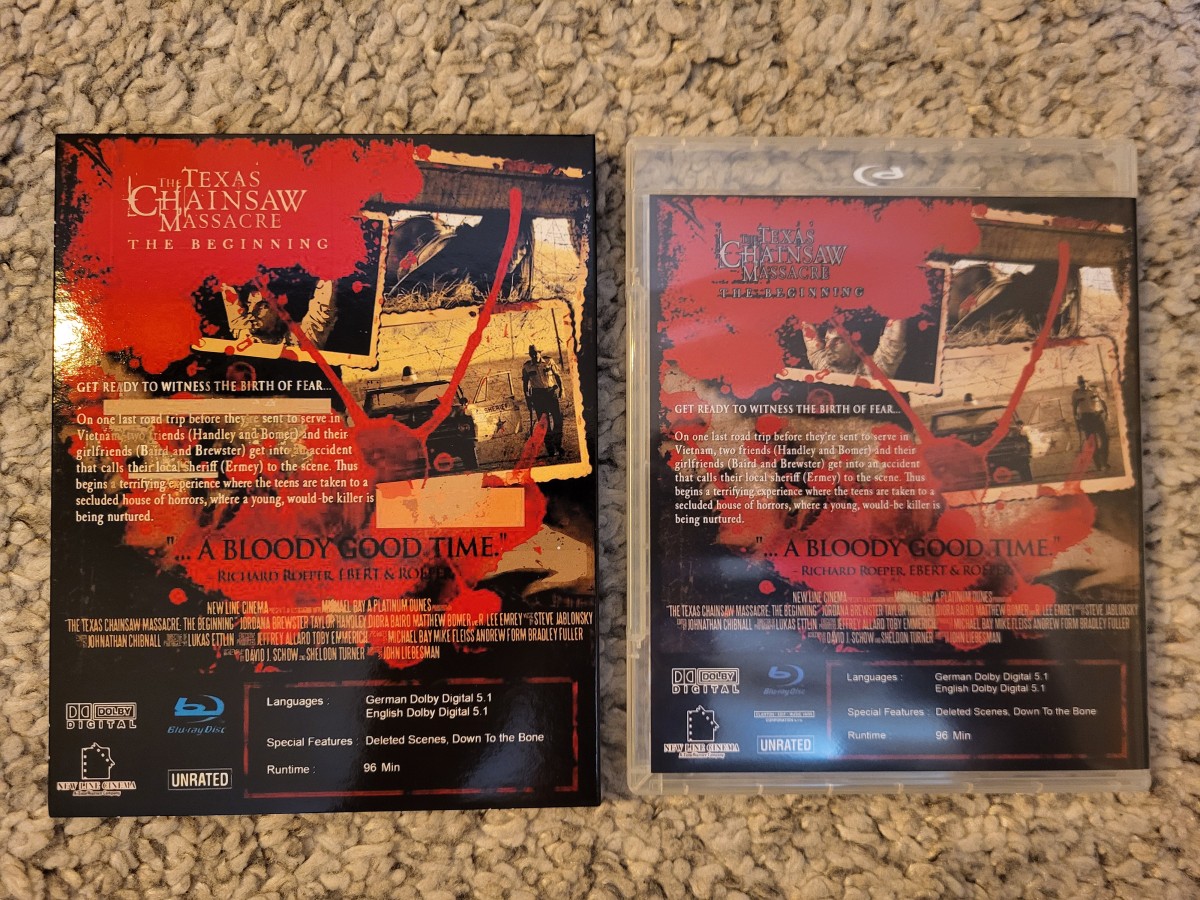 THE TEXAS
CHAINSAW
MASSACRE
THE BEGINNING
SHERIFF
GET READY TO WITNESS THE BIRTH OF FEAR...
On one last road trip before they're sent to serve in
Vietnam, two friends (Handley and Bomer) and their
girlfriends (Baird and Brewster) get into an accident
that calls their local sheriff (Ermey) to the scene. Thus
begins a terrifying experience where the teens are taken to a
secluded house of horrors, where a young, would-be killer is
being nurtured.
"... A BLOODY GOOD TIME."
- RICHARD ROEPER, EBERT & ROEPER
NEW LINE CINEMA MICHAEL BAY A PLATINUM DUNES
"THE TEXAS CHAINSAW MASSACRE: THE BEGINNING" JORDANA BREWSTER TAYLOR HANDLEY DIORA BAIRD MATTHEW BOMER R. LEE EMREY STEVE JABLONSKY
JOHNATHAN CHIBNALL LUKAS ETTLIN JEFFREY ALLARD TOBY EMMERICH MICHAEL BAY MIKE FLEISS ANDREW FORM BRADLEY FULLER
DAVID J. SCHOW AND SHELDON TURNER JOHN LIEBESMAN
DOLBY
DIGITAL
Blu-ray Disc
NEW LINE CINEMA
UNRATED
Languages : German Dolby Digital 5.1
English Dolby Digital 5.1
Special Features : Deleted Scenes, Down To the Bone
Runtime : 96 Min
THE TEXAS
CHAINSAW
MASSACRE
THE BEGINNING
GET READY TO WITNESS THE BIRTH OF FEAR...
On one last road trip before they're sent to serve in
Vietnam, two friends (Handley and Bomer) and their
girlfriends (Baird and Brewster) get into an accident
that calls their local sheriff (Ermey) to the scene. Thus
begins a terrifying experience where the teens are taken to a
secluded house of horrors, where a young, would-be killer is
being nurtured.
"... A BLOODY GOOD TIME."
- RICHARD ROEPER, EBERT & ROEPER
NEW LINE CINEMA MICHAEL BAY A PLATINUM DUNES
"THE TEXAS CHAINSAW MASSACRE: THE BEGINNING" JORDANA BREWSTER TAYLOR HANDLEY DIORA BAIRD MATTHEW BOMER R. LEE EMREY STEVE JABLONSKY
JOHNATHAN CHIBNALL LUKAS ETTLIN JEFFREY ALLARD TOBY EMMERICH MICHAEL BAY MIKE FLEISS ANDREW FORM BRADLEY FULLER
DAVID J. SCHOW AND SHELDON TURNER JOHN LIEBESMAN
DOLBY
DIGITAL
Blu-ray Disc
NEW LINE CINEMA
UNRATED
Languages : German Dolby Digital 5.1
English Dolby Digital 5.1
Special Features : Deleted Scenes, Down To the Bone
Runtime : 96 Min